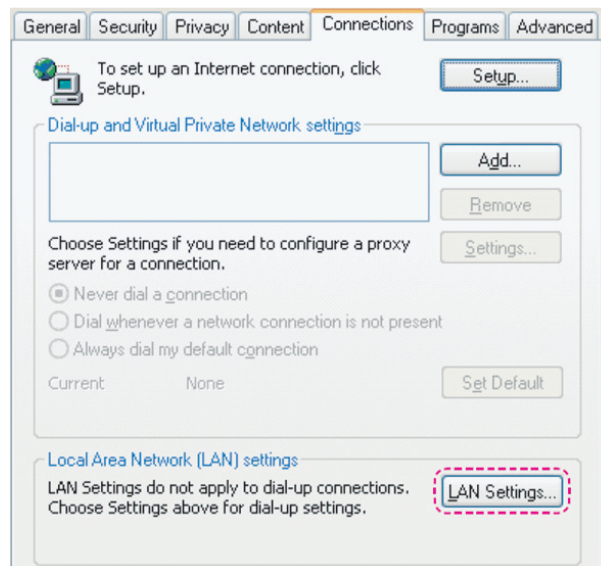 General Security Privacy Content Connections Programs Advanced
To set up an Internet connection, click
Setup.
Setup...
Dial-up and Virtual Private Network settings
Add...
Remove
Choose Settings if you need to configure a proxy
server for a connection.
Settings...
Never dial a connection
Dial whenever a network connection is not present
Always dial my default connection
Current None
Set Default
Local Area Network (LAN) settings
LAN Settings do not apply to dial-up connections.
Choose Settings above for dial-up settings.
LAN Settings...